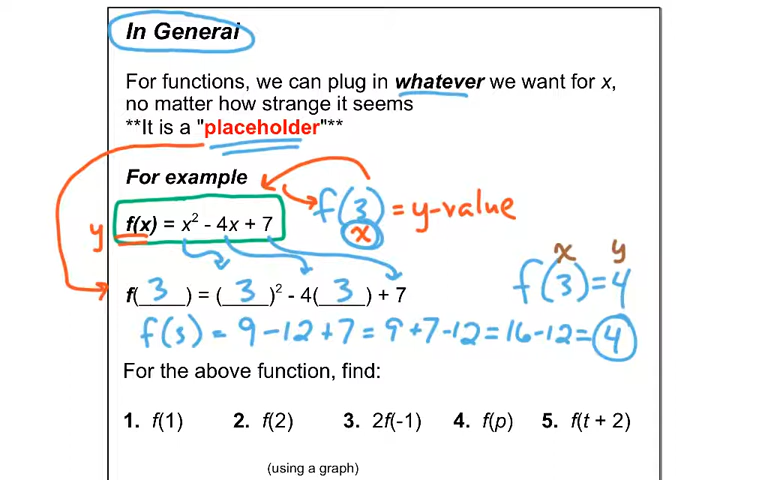 In General
For functions, we can plug in whatever we want for x,
no matter how strange it seems
**It is a "placeholder"**
For example
y f(x) = x² - 4x + 7 f(3) = y-value
x
x y
f(3)=4
f(3) = (3)² - 4(3) + 7
f(3) = 9-12+7 = 9+7-12 = 16-12 = 4
For the above function, find:
1. f(1) 2. f(2) 3. 2f(-1) 4. f(p) 5. f(t + 2)
(using a graph)